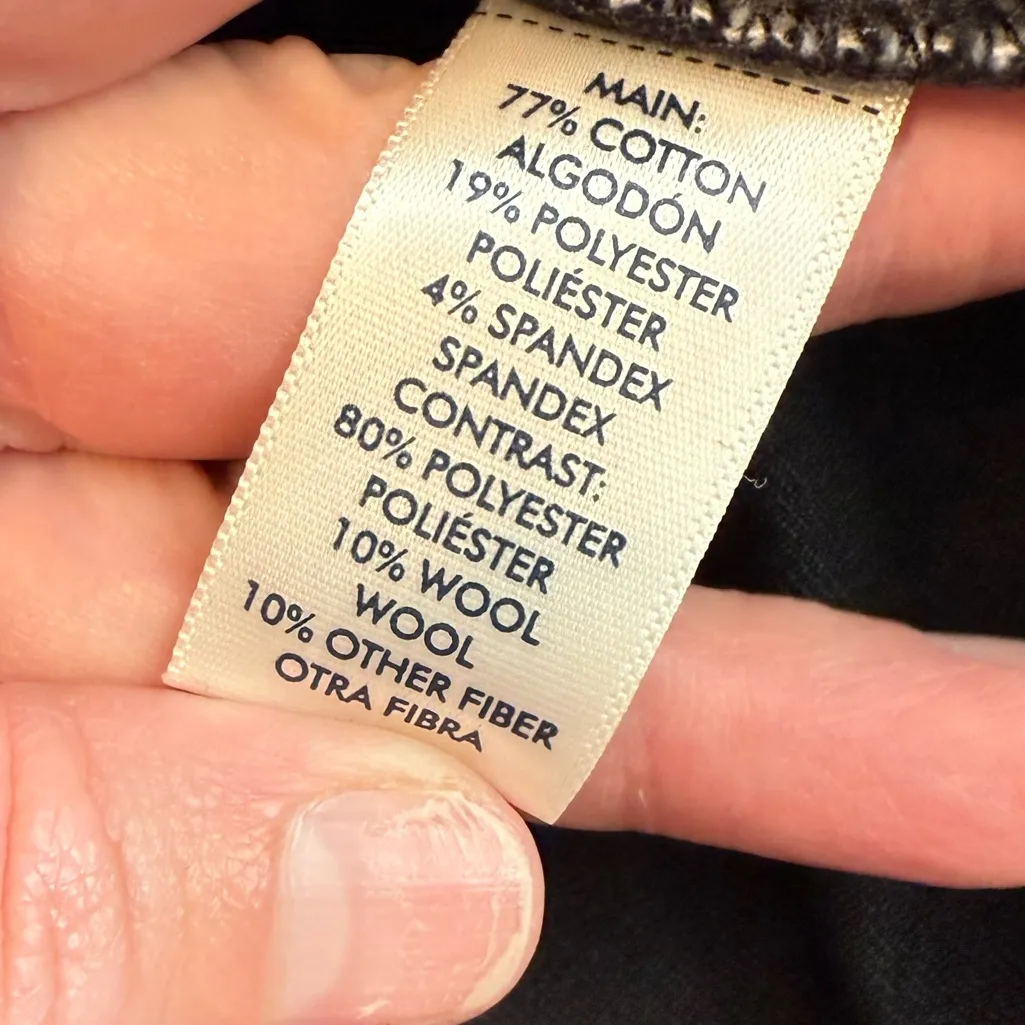 MAIN:
77% COTTON
ALGODÓN
19% POLYESTER
POLIÉSTER
4% SPANDEX
SPANDEX
CONTRAST:
80% POLYESTER
POLIÉSTER
10% WOOL
WOOL
10% OTHER FIBER
OTRA FIBRA